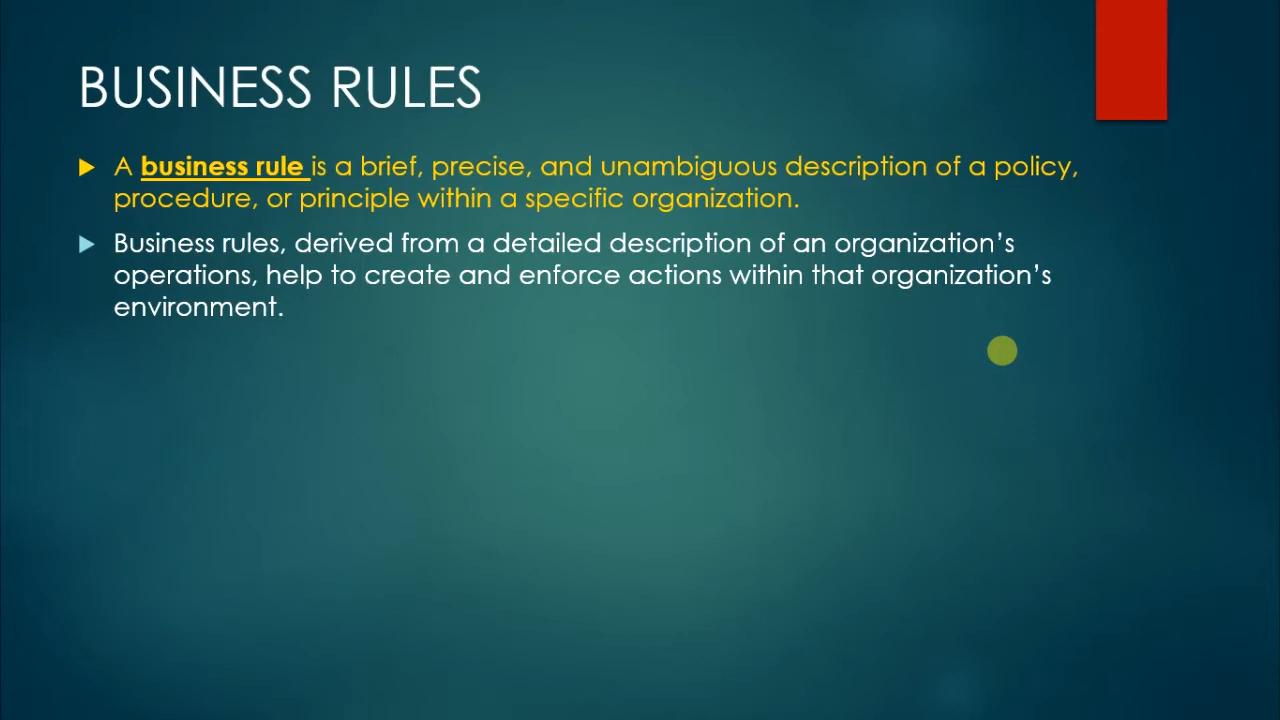 BUSINESS RULES
A business rule is a brief, precise, and unambiguous description of a policy,
procedure, or principle within a specific organization.
Business rules, derived from a detailed description of an organization’s
operations, help to create and enforce actions within that organization’s
environment.